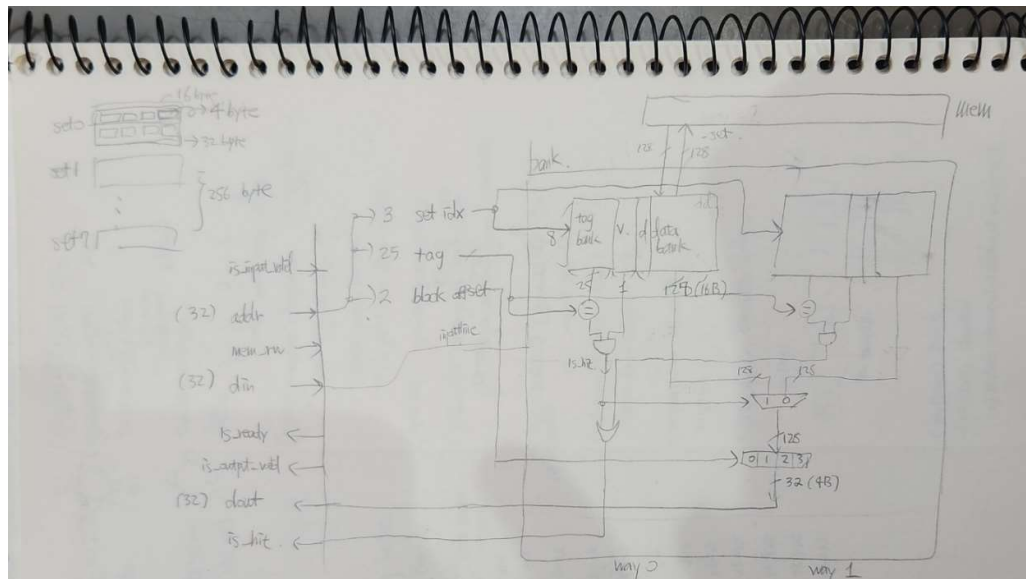 16 byte
set0
4 byte
32 byte
set1
256 byte
set7
mem
128
128
bank.
3 set idx
25 tag
2 block offset
8
tag bank
V.
d
data bank
25
1
128 (16B)
=
=
is_input_valid
(32) addr
mem_rw
(32) din
is_ready
is_output_valid
(32) dout
is_hit.
is_hit
128
128
1 0
128
0 1 2 3
32 (4B)
way 0
way 1